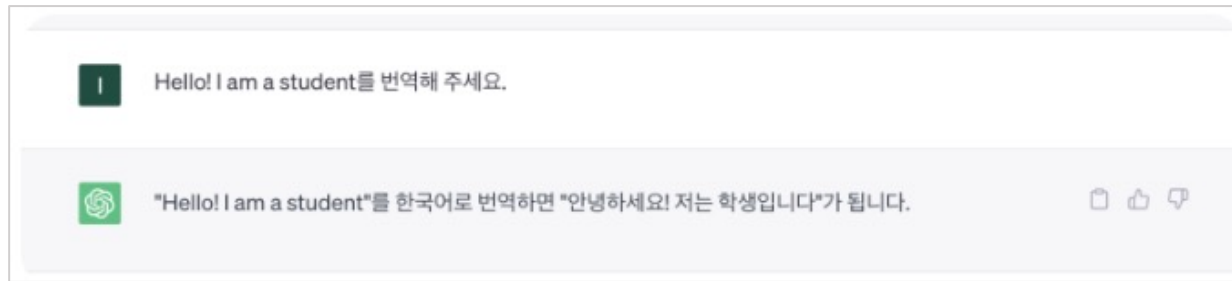 I
Hello! I am a student를 번역해 주세요.
"Hello! I am a student"를 한국어로 번역하면 "안녕하세요! 저는 학생입니다"가 됩니다.